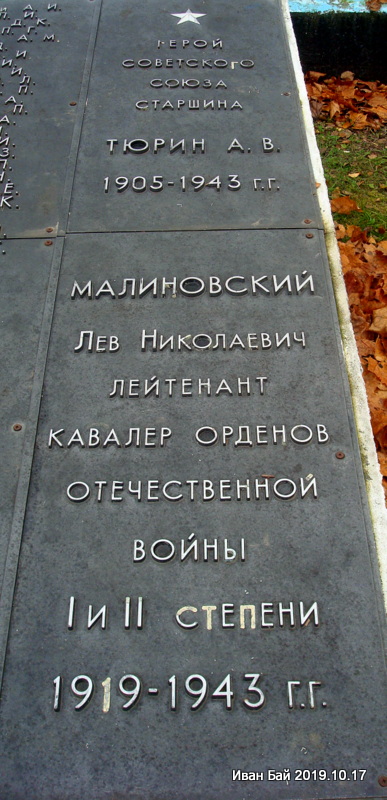 ГЕРОЙ
СОВЕТСКОГО
СОЮЗА
СТАРШИНА
ТЮРИН А. В.
1905-1943 г.г.
МАЛИНОВСКИЙ
Лев Николаевич
ЛЕЙТЕНАНТ
КАВАЛЕР ОРДЕНОВ
ОТЕЧЕСТВЕННОЙ
ВОЙНЫ
I и II СТЕПЕНИ
1919-1943 г.г.
Иван Бай 2019.10.17